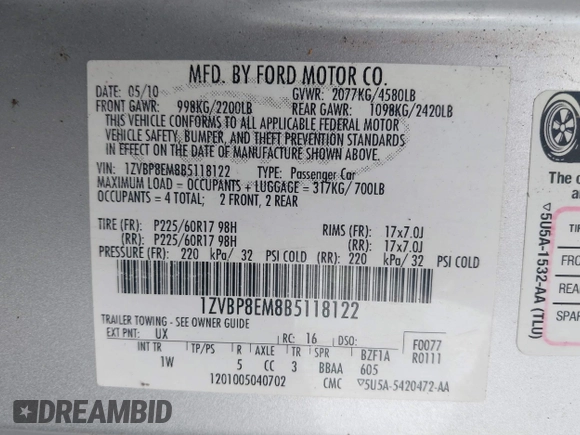 MFD. BY FORD MOTOR CO.
DATE: 05/10 GVWR: 2077KG/4580LB
FRONT GAWR: 998KG/2200LB REAR GAWR: 1098KG/2420LB
THIS VEHICLE CONFORMS TO ALL APPLICABLE FEDERAL MOTOR
VEHICLE SAFETY, BUMPER, AND THEFT PREVENTION STANDARDS
IN EFFECT ON THE DATE OF MANUFACTURE SHOWN ABOVE.
VIN: 1ZVBP8EM8B5118122 TYPE: Passenger Car
MAXIMUM LOAD = OCCUPANTS + LUGGAGE = 317KG/700LB
OCCUPANTS = 4 TOTAL: 2 FRONT, 2 REAR
TIRE (FR): P225/60R17 98H RIMS (FR): 17x7.0J
(RR): P225/60R17 98H (RR): 17x7.0J
PRESSURE (FR): 220 kPa/ 32 PSI COLD (RR): 220 kPa/ 32 PSI COLD
1ZVBP8EM8B5118122
TRAILER TOWING - SEE OWNER GUIDE
EXT PNT: UX RC: 16 DSO: F0077
R0111
INT TR TP/PS R AXLE TR SPR BZF1A
1W 5 CC 3 BBAA 605
1201005040702 CMC ▽5U5A-5420472-AA
The c
a
▽5U5A-1532-AA (TLU)
TI
FRO
REA
SPAR
DREAMBID